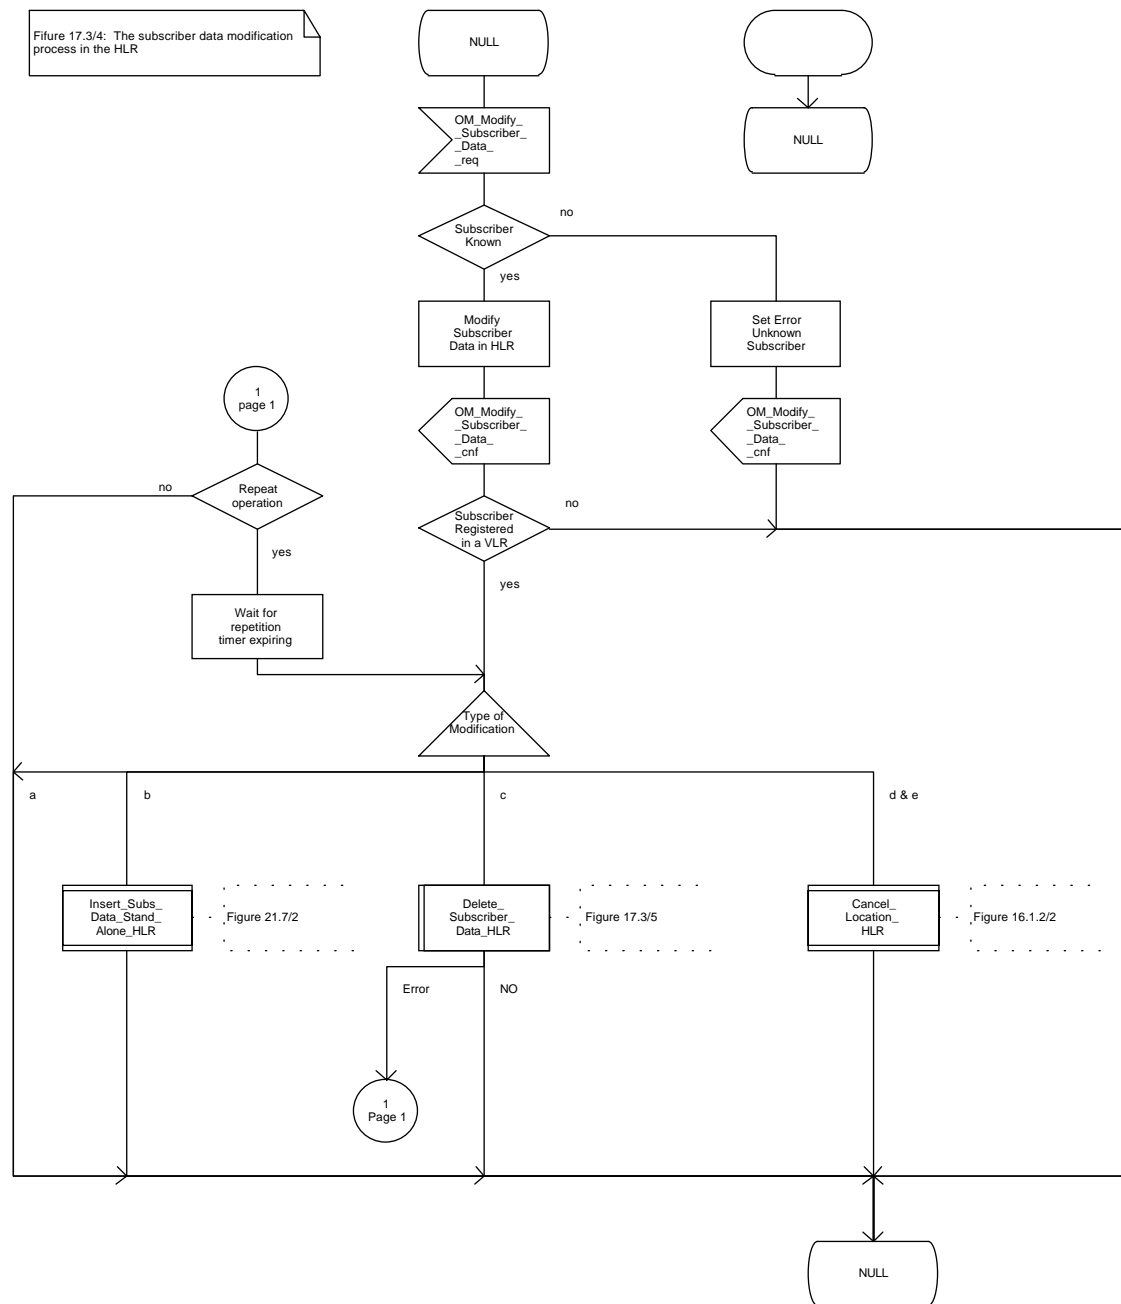 Fifure 17.3/4: The subscriber data modification
process in the HLR
NULL
NULL
OM_Modify_
_Subscriber_
_Data_
_req
Subscriber
Known
no
yes
Modify
Subscriber
Data in HLR
Set Error
Unknown
Subscriber
1
page 1
OM_Modify_
_Subscriber_
_Data_
_cnf
OM_Modify_
_Subscriber_
_Data_
_cnf
Repeat
operation
no
yes
Subscriber
Registered
in a VLR
no
yes
Wait for
repetition
timer expiring
Type of
Modification
a
b
c
d & e
Insert_Subs_
Data_Stand_
Alone_HLR
Figure 21.7/2
Delete_
Subscriber_
Data_HLR
Figure 17.3/5
Cancel_
Location_
HLR
Figure 16.1.2/2
Error
NO
1
Page 1
NULL